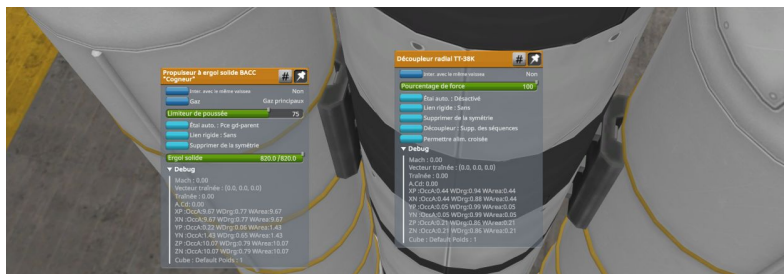 Propulseur à ergol solide BACC
"Cogneur"
#
Inter. avec le même vaisseau
Non
Gaz
Gaz principaux
Limiteur de poussée
75
Étai auto. : Pce gd-parent
Lien rigide : Sans
Supprimer de la symétrie
Ergol solide
820.0 / 820.0
Debug
Mach : 0.00
Vecteur traînée : (0.0, 0.0, 0.0)
Traînée : 0.00
A.Cd: 0.00
XP :OccA:9.67 WDrg:0.77 WArea:9.67
XN :OccA:9.67 WDrg:0.77 WArea:9.67
YP :OccA:0.22 WDrg:0.06 WArea:1.43
YN :OccA:1.43 WDrg:0.65 WArea:1.43
ZP :OccA:10.07 WDrg:0.79 WArea:10.07
ZN :OccA:10.07 WDrg:0.79 WArea:10.07
Cube : Default Poids : 1
Découpleur radial TT-38K
#
Inter. avec le même vaisseau
Non
Pourcentage de force
100
Étai auto. : Désactivé
Lien rigide : Sans
Supprimer de la symétrie
Découpleur : Supp. des séquences
Permettre alim. croisée
Debug
Mach : 0.00
Vecteur traînée : (0.0, 0.0, 0.0)
Traînée : 0.00
A.Cd: 0.00
XP :OccA:0.44 WDrg:0.94 WArea:0.44
XN :OccA:0.44 WDrg:0.88 WArea:0.44
YP :OccA:0.05 WDrg:0.99 WArea:0.05
YN :OccA:0.05 WDrg:0.99 WArea:0.05
ZP :OccA:0.21 WDrg:0.86 WArea:0.21
ZN :OccA:0.21 WDrg:0.86 WArea:0.21
Cube : Default Poids : 1